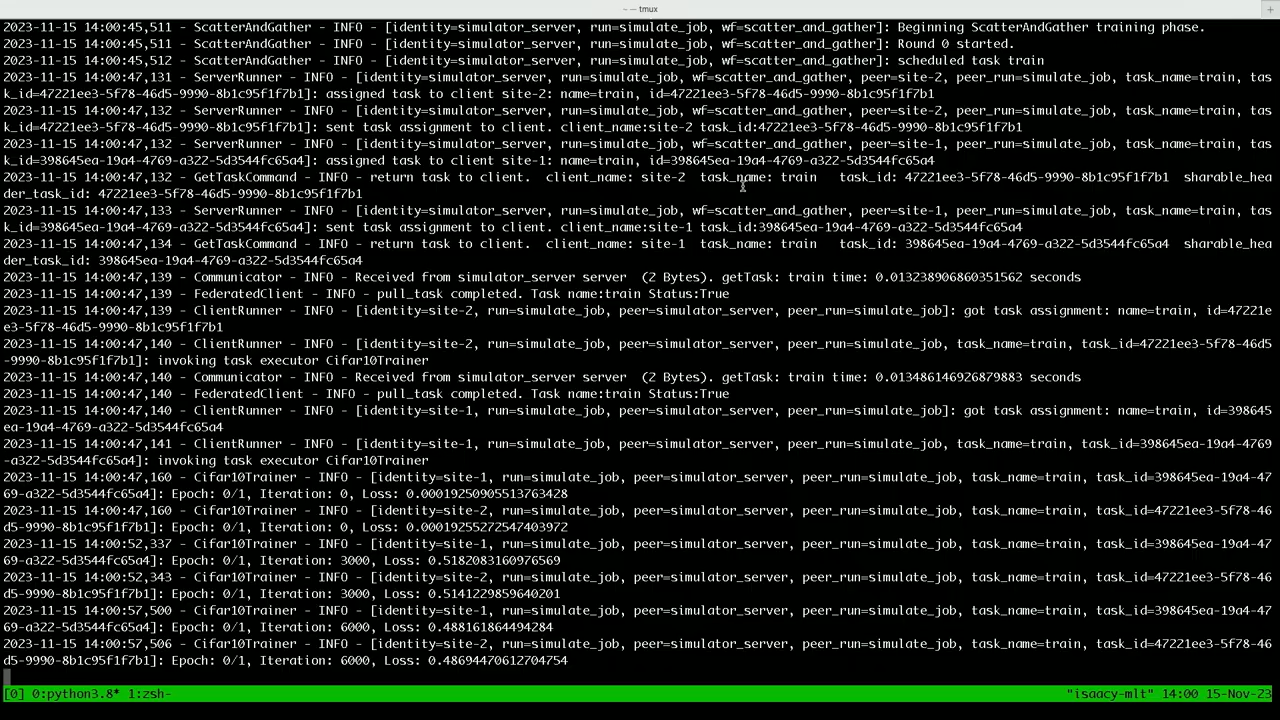 ~ — tmux
2023-11-15 14:00:45,511 - ScatterAndGather - INFO - [identity=simulator_server, run=simulate_job, wf=scatter_and_gather]: Beginning ScatterAndGather training phase.
2023-11-15 14:00:45,511 - ScatterAndGather - INFO - [identity=simulator_server, run=simulate_job, wf=scatter_and_gather]: Round 0 started.
2023-11-15 14:00:45,512 - ScatterAndGather - INFO - [identity=simulator_server, run=simulate_job, wf=scatter_and_gather]: scheduled task train
2023-11-15 14:00:47,131 - ServerRunner - INFO - [identity=simulator_server, run=simulate_job, wf=scatter_and_gather, peer=site-2, peer_run=simulate_job, task_name=train, tas
k_id=47221ee3-5f78-46d5-9990-8b1c95f1f7b1]: assigned task to client site-2: name=train, id=47221ee3-5f78-46d5-9990-8b1c95f1f7b1
2023-11-15 14:00:47,132 - ServerRunner - INFO - [identity=simulator_server, run=simulate_job, wf=scatter_and_gather, peer=site-2, peer_run=simulate_job, task_name=train, tas
k_id=47221ee3-5f78-46d5-9990-8b1c95f1f7b1]: sent task assignment to client. client_name:site-2 task_id:47221ee3-5f78-46d5-9990-8b1c95f1f7b1
2023-11-15 14:00:47,132 - ServerRunner - INFO - [identity=simulator_server, run=simulate_job, wf=scatter_and_gather, peer=site-1, peer_run=simulate_job, task_name=train, tas
k_id=398645ea-19a4-4769-a322-5d3544fc65a4]: assigned task to client site-1: name=train, id=398645ea-19a4-4769-a322-5d3544fc65a4
2023-11-15 14:00:47,132 - GetTaskCommand - INFO - return task to client.  client_name: site-2  task_name: train   task_id: 47221ee3-5f78-46d5-9990-8b1c95f1f7b1  sharable_hea
der_task_id: 47221ee3-5f78-46d5-9990-8b1c95f1f7b1
2023-11-15 14:00:47,133 - ServerRunner - INFO - [identity=simulator_server, run=simulate_job, wf=scatter_and_gather, peer=site-1, peer_run=simulate_job, task_name=train, tas
k_id=398645ea-19a4-4769-a322-5d3544fc65a4]: sent task assignment to client. client_name:site-1 task_id:398645ea-19a4-4769-a322-5d3544fc65a4
2023-11-15 14:00:47,134 - GetTaskCommand - INFO - return task to client.  client_name: site-1  task_name: train   task_id: 398645ea-19a4-4769-a322-5d3544fc65a4  sharable_hea
der_task_id: 398645ea-19a4-4769-a322-5d3544fc65a4
2023-11-15 14:00:47,139 - Communicator - INFO - Received from simulator_server server  (2 Bytes). getTask: train time: 0.013238906860351562 seconds
2023-11-15 14:00:47,139 - FederatedClient - INFO - pull_task completed. Task name:train Status:True
2023-11-15 14:00:47,139 - ClientRunner - INFO - [identity=site-2, run=simulate_job, peer=simulator_server, peer_run=simulate_job]: got task assignment: name=train, id=47221e
e3-5f78-46d5-9990-8b1c95f1f7b1
2023-11-15 14:00:47,140 - ClientRunner - INFO - [identity=site-2, run=simulate_job, peer=simulator_server, peer_run=simulate_job, task_name=train, task_id=47221ee3-5f78-46d5
-9990-8b1c95f1f7b1]: invoking task executor Cifar10Trainer
2023-11-15 14:00:47,140 - Communicator - INFO - Received from simulator_server server  (2 Bytes). getTask: train time: 0.013486146926879883 seconds
2023-11-15 14:00:47,140 - FederatedClient - INFO - pull_task completed. Task name:train Status:True
2023-11-15 14:00:47,140 - ClientRunner - INFO - [identity=site-1, run=simulate_job, peer=simulator_server, peer_run=simulate_job]: got task assignment: name=train, id=398645
ea-19a4-4769-a322-5d3544fc65a4
2023-11-15 14:00:47,141 - ClientRunner - INFO - [identity=site-1, run=simulate_job, peer=simulator_server, peer_run=simulate_job, task_name=train, task_id=398645ea-19a4-4769
-a322-5d3544fc65a4]: invoking task executor Cifar10Trainer
2023-11-15 14:00:47,160 - Cifar10Trainer - INFO - [identity=site-1, run=simulate_job, peer=simulator_server, peer_run=simulate_job, task_name=train, task_id=398645ea-19a4-47
69-a322-5d3544fc65a4]: Epoch: 0/1, Iteration: 0, Loss: 0.00019250905513763428
2023-11-15 14:00:47,160 - Cifar10Trainer - INFO - [identity=site-2, run=simulate_job, peer=simulator_server, peer_run=simulate_job, task_name=train, task_id=47221ee3-5f78-46
d5-9990-8b1c95f1f7b1]: Epoch: 0/1, Iteration: 0, Loss: 0.00019255272547403972
2023-11-15 14:00:52,337 - Cifar10Trainer - INFO - [identity=site-1, run=simulate_job, peer=simulator_server, peer_run=simulate_job, task_name=train, task_id=398645ea-19a4-47
69-a322-5d3544fc65a4]: Epoch: 0/1, Iteration: 3000, Loss: 0.5182083160976569
2023-11-15 14:00:52,343 - Cifar10Trainer - INFO - [identity=site-2, run=simulate_job, peer=simulator_server, peer_run=simulate_job, task_name=train, task_id=47221ee3-5f78-46
d5-9990-8b1c95f1f7b1]: Epoch: 0/1, Iteration: 3000, Loss: 0.5141229859640201
2023-11-15 14:00:57,500 - Cifar10Trainer - INFO - [identity=site-1, run=simulate_job, peer=simulator_server, peer_run=simulate_job, task_name=train, task_id=398645ea-19a4-47
69-a322-5d3544fc65a4]: Epoch: 0/1, Iteration: 6000, Loss: 0.488161864494284
2023-11-15 14:00:57,506 - Cifar10Trainer - INFO - [identity=site-2, run=simulate_job, peer=simulator_server, peer_run=simulate_job, task_name=train, task_id=47221ee3-5f78-46
d5-9990-8b1c95f1f7b1]: Epoch: 0/1, Iteration: 6000, Loss: 0.48694470612704754
[0] 0:python3.8* 1:zsh- "isaacy-mlt" 14:00 15-Nov-23